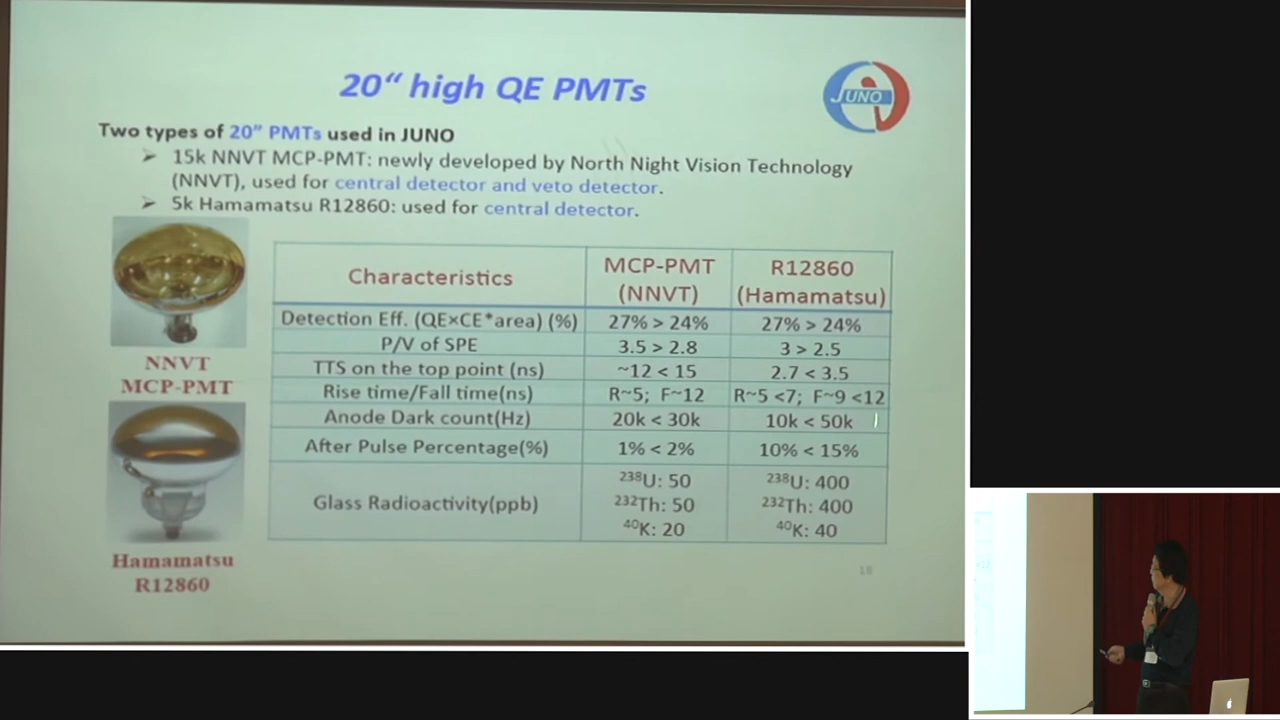 20“ high QE PMTs
JUNO
Two types of 20” PMTs used in JUNO
➢ 15k NNVT MCP-PMT: newly developed by North Night Vision Technology
(NNVT), used for central detector and veto detector.
➢ 5k Hamamatsu R12860: used for central detector.
NNVT
MCP-PMT
Hamamatsu
R12860
Characteristics MCP-PMT (NNVT) R12860 (Hamamatsu)
Detection Eff. (QE×CE*area) (%) 27% > 24% 27% > 24%
P/V of SPE 3.5 > 2.8 3 > 2.5
TTS on the top point (ns) ~12 < 15 2.7 < 3.5
Rise time/Fall time(ns) R~5; F~12 R~5 <7; F~9 <12
Anode Dark count(Hz) 20k < 30k 10k < 50k
After Pulse Percentage(%) 1% < 2% 10% < 15%
Glass Radioactivity(ppb) ²³⁸U: 50 ²³⁸U: 400
²³²Th: 50 ²³²Th: 400
⁴⁰K: 20 ⁴⁰K: 40
18